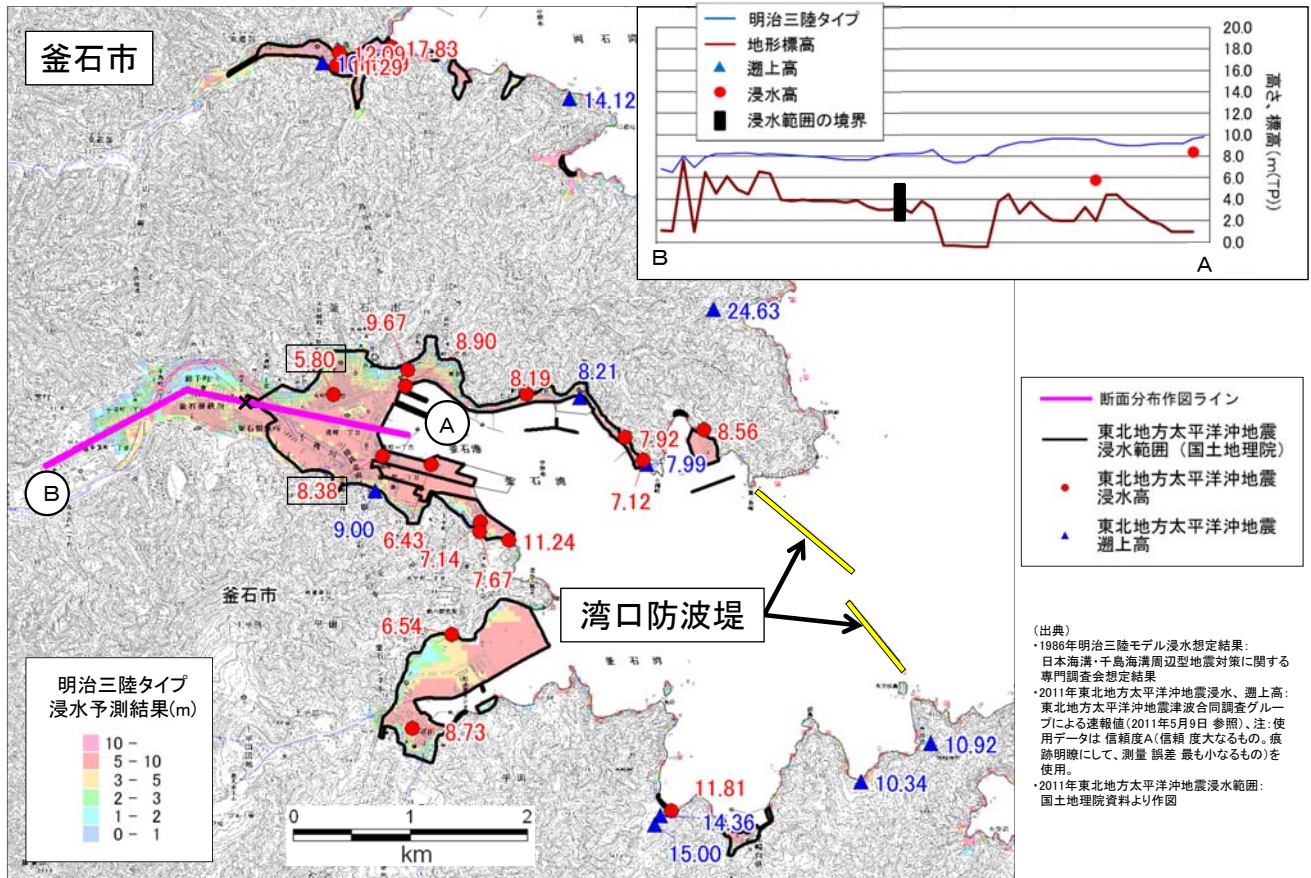 釜石市
12.09
17.83
11.29
14.12
明治三陸タイプ
地形標高
遡上高
浸水高
浸水範囲の境界
20.0
18.0
16.0
14.0
12.0
10.0
8.0
6.0
4.0
2.0
0.0
高さ、標高(m(TP))
B
A
24.63
9.67
8.90
5.80
8.19
8.21
A
7.92
8.56
7.99
7.12
B
8.38
9.00
6.43
7.14
11.24
7.67
釜石市
湾口防波堤
6.54
8.73
10.92
10.34
11.81
14.36
15.00
断面分布作図ライン
東北地方太平洋沖地震
浸水範囲(国土地理院)
東北地方太平洋沖地震
浸水高
東北地方太平洋沖地震
遡上高
明治三陸タイプ
浸水予測結果(m)
10 -
5 - 10
3 - 5
2 - 3
1 - 2
0 - 1
0 1 2
km
(出典)
・1986年明治三陸モデル浸水想定結果:
日本海溝・千島海溝周辺型地震対策に関する
専門調査会想定結果
・2011年東北地方太平洋沖地震浸水、遡上高:
東北地方太平洋沖地震津波合同調査グルー
プによる速報値(2011年5月9日 参照)、注:使
用データは 信頼度A(信頼 度大なるもの。痕
跡明瞭にして、測量 誤差 最も小なるもの)を
使用。
・2011年東北地方太平洋沖地震浸水範囲:
国土地理院資料より作図